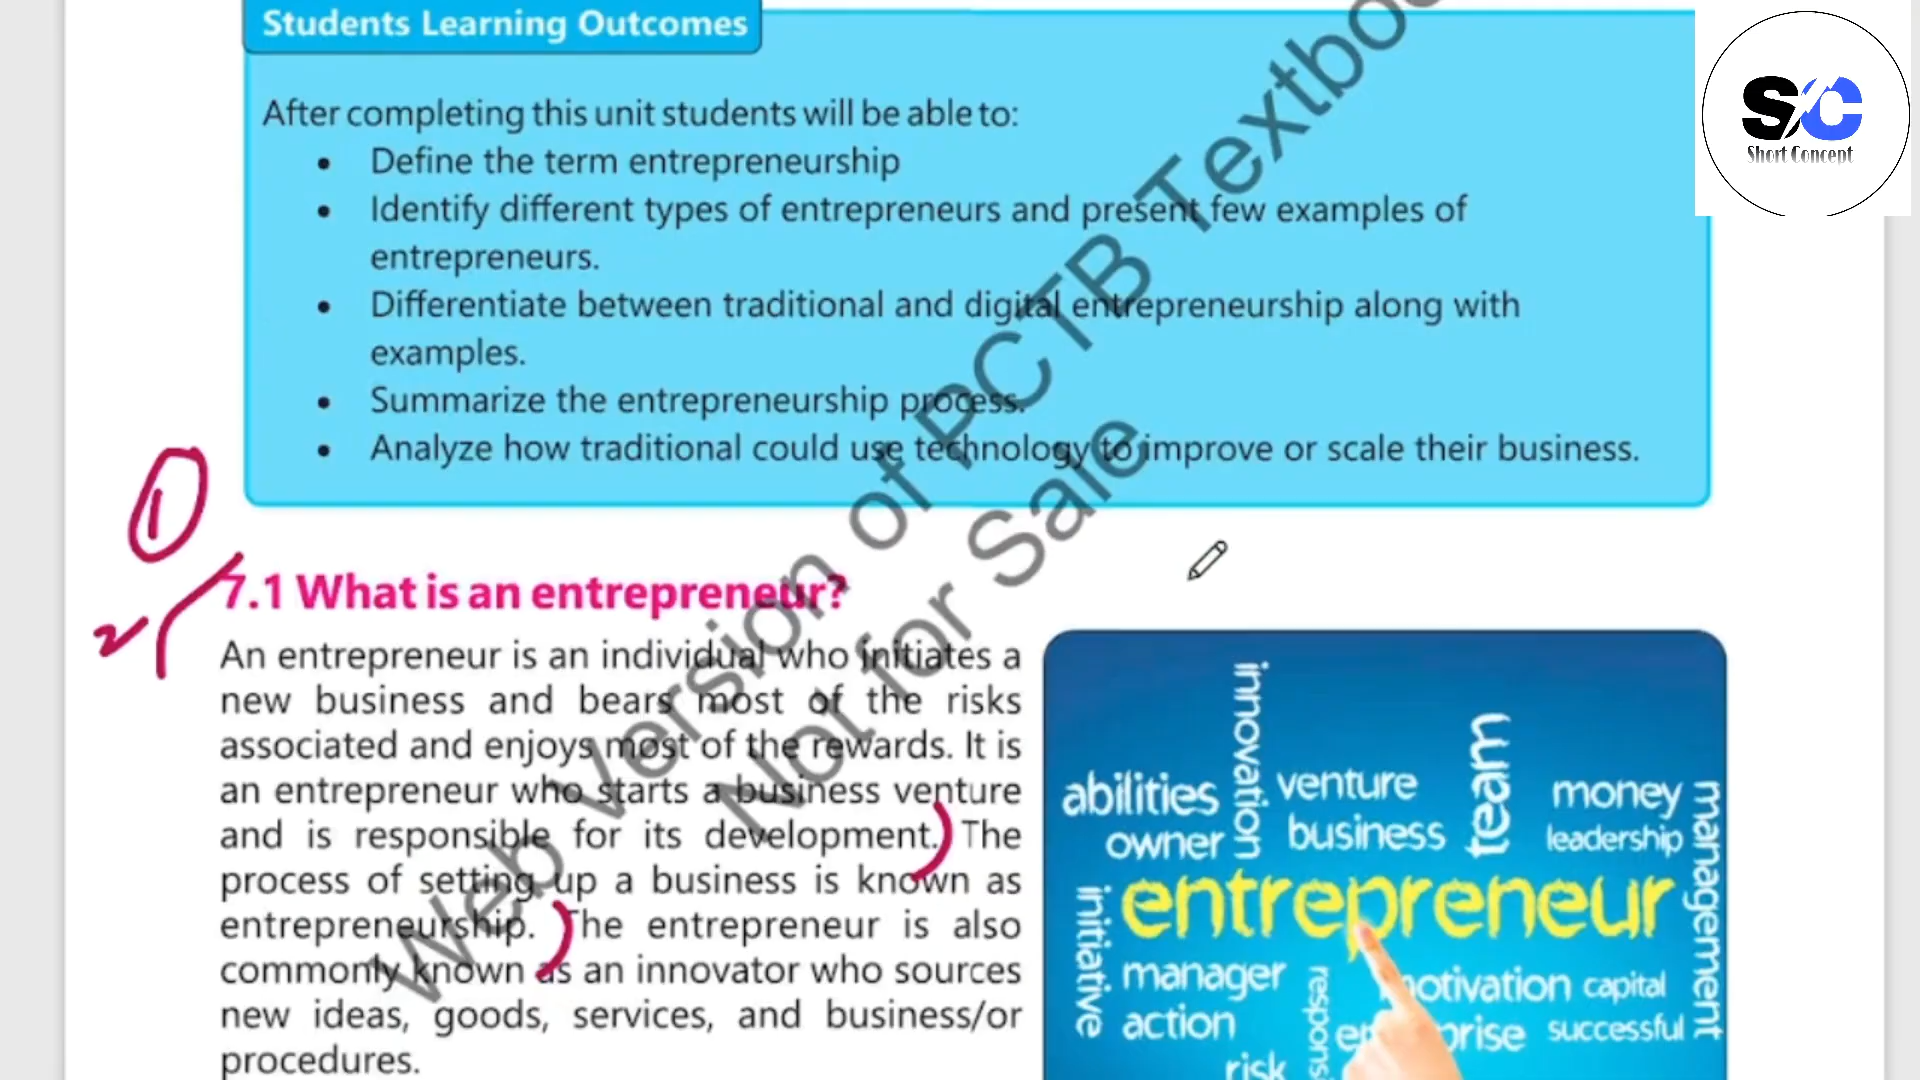 Students Learning Outcomes
After completing this unit students will be able to:
• Define the term entrepreneurship
• Identify different types of entrepreneurs and present few examples of
entrepreneurs.
• Differentiate between traditional and digital entrepreneurship along with
examples.
• Summarize the entrepreneurship process.
• Analyze how traditional could use technology to improve or scale their business.
SC
Short Concept
Web Version of PCTB Textbo
Not for Sale
1
2
7.1 What is an entrepreneur?
An entrepreneur is an individual who initiates a
new business and bears most of the risks
associated and enjoys most of the rewards. It is
an entrepreneur who starts a business venture
and is responsible for its development. The
process of setting up a business is known as
entrepreneurship. The entrepreneur is also
commonly known as an innovator who sources
new ideas, goods, services, and business/or
procedures.
innovation
team
abilities
venture
money
management
owner
business
leadership
entrepreneur
initiative
manager
motivation
capital
action
responsi
prise
successful
risk